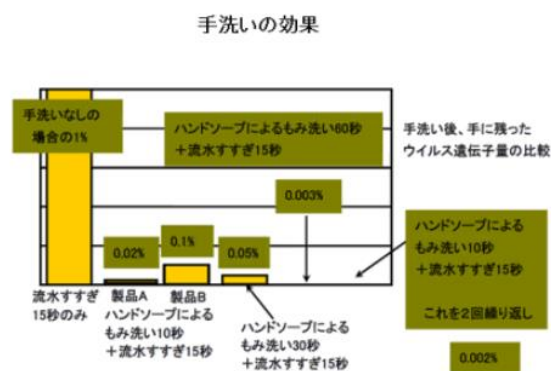 手洗いの効果
手洗いなしの
場合の1%
ハンドソープによるもみ洗い60秒
+流水すすぎ15秒
手洗い後、手に残った
ウイルス遺伝子量の比較
0.003%
0.02%
0.1%
0.05%
ハンドソープによる
もみ洗い10秒
+流水すすぎ15秒
これを2回繰り返し
0.002%
流水すすぎ
15秒のみ
製品A
製品B
ハンドソープによる
もみ洗い10秒
+流水すすぎ15秒
ハンドソープによる
もみ洗い30秒
+流水すすぎ15秒